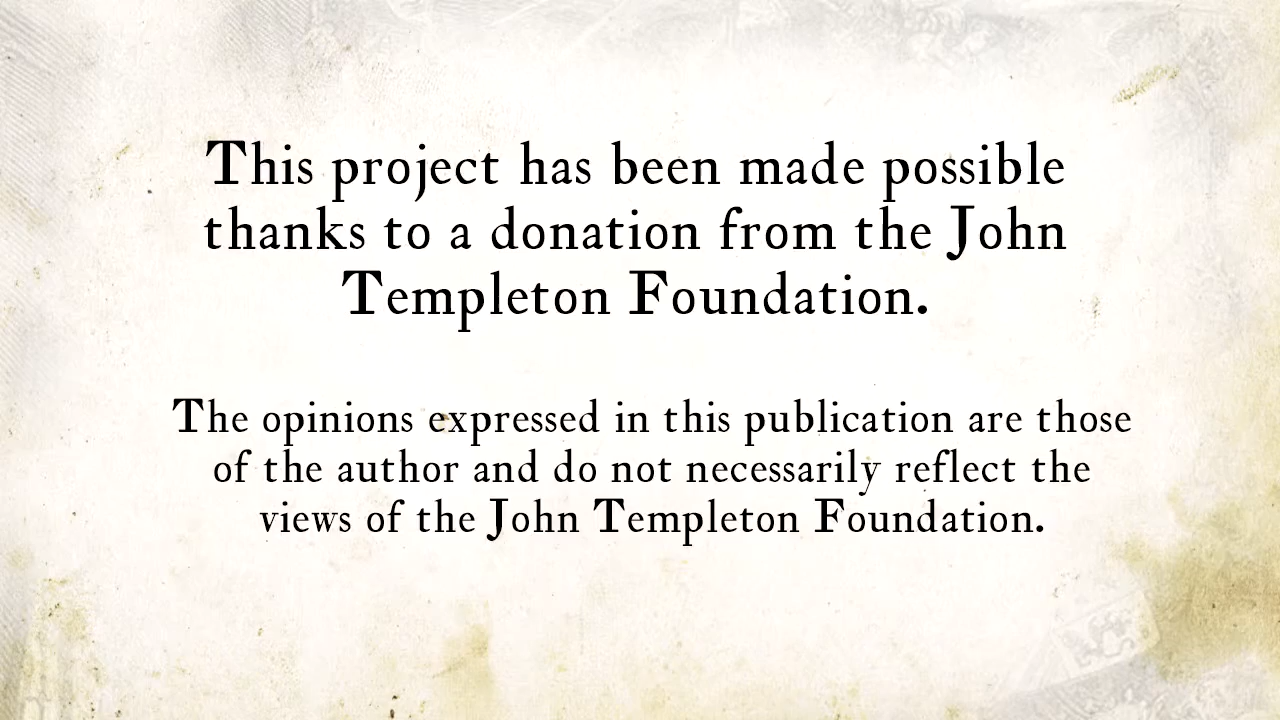 This project has been made possible
thanks to a donation from the John
Templeton Foundation.
The opinions expressed in this publication are those
of the author and do not necessarily reflect the
views of the John Templeton Foundation.